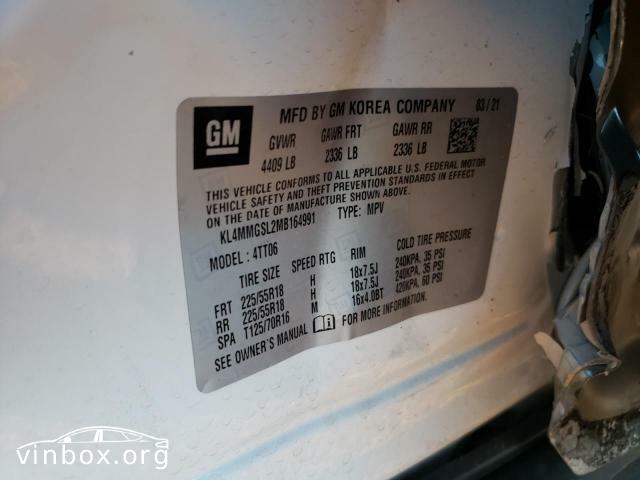 GM
MFD BY GM KOREA COMPANY 03/21
GVWR GAWR FRT GAWR RR
4409 LB 2336 LB 2336 LB
THIS VEHICLE CONFORMS TO ALL APPLICABLE U.S. FEDERAL MOTOR
VEHICLE SAFETY AND THEFT PREVENTION STANDARDS IN EFFECT
ON THE DATE OF MANUFACTURE SHOWN ABOVE.
KL4MMGSL2MB164991 TYPE: MPV
MODEL: 4TT06
TIRE SIZE SPEED RTG RIM COLD TIRE PRESSURE
FRT 225/55R18 H 18x7.5J 240KPA, 35 PSI
RR 225/55R18 H 18x7.5J 240KPA, 35 PSI
SPA T125/70R16 M 16x4.0BT 420KPA, 60 PSI
SEE OWNER'S MANUAL FOR MORE INFORMATION.
vinbox.org